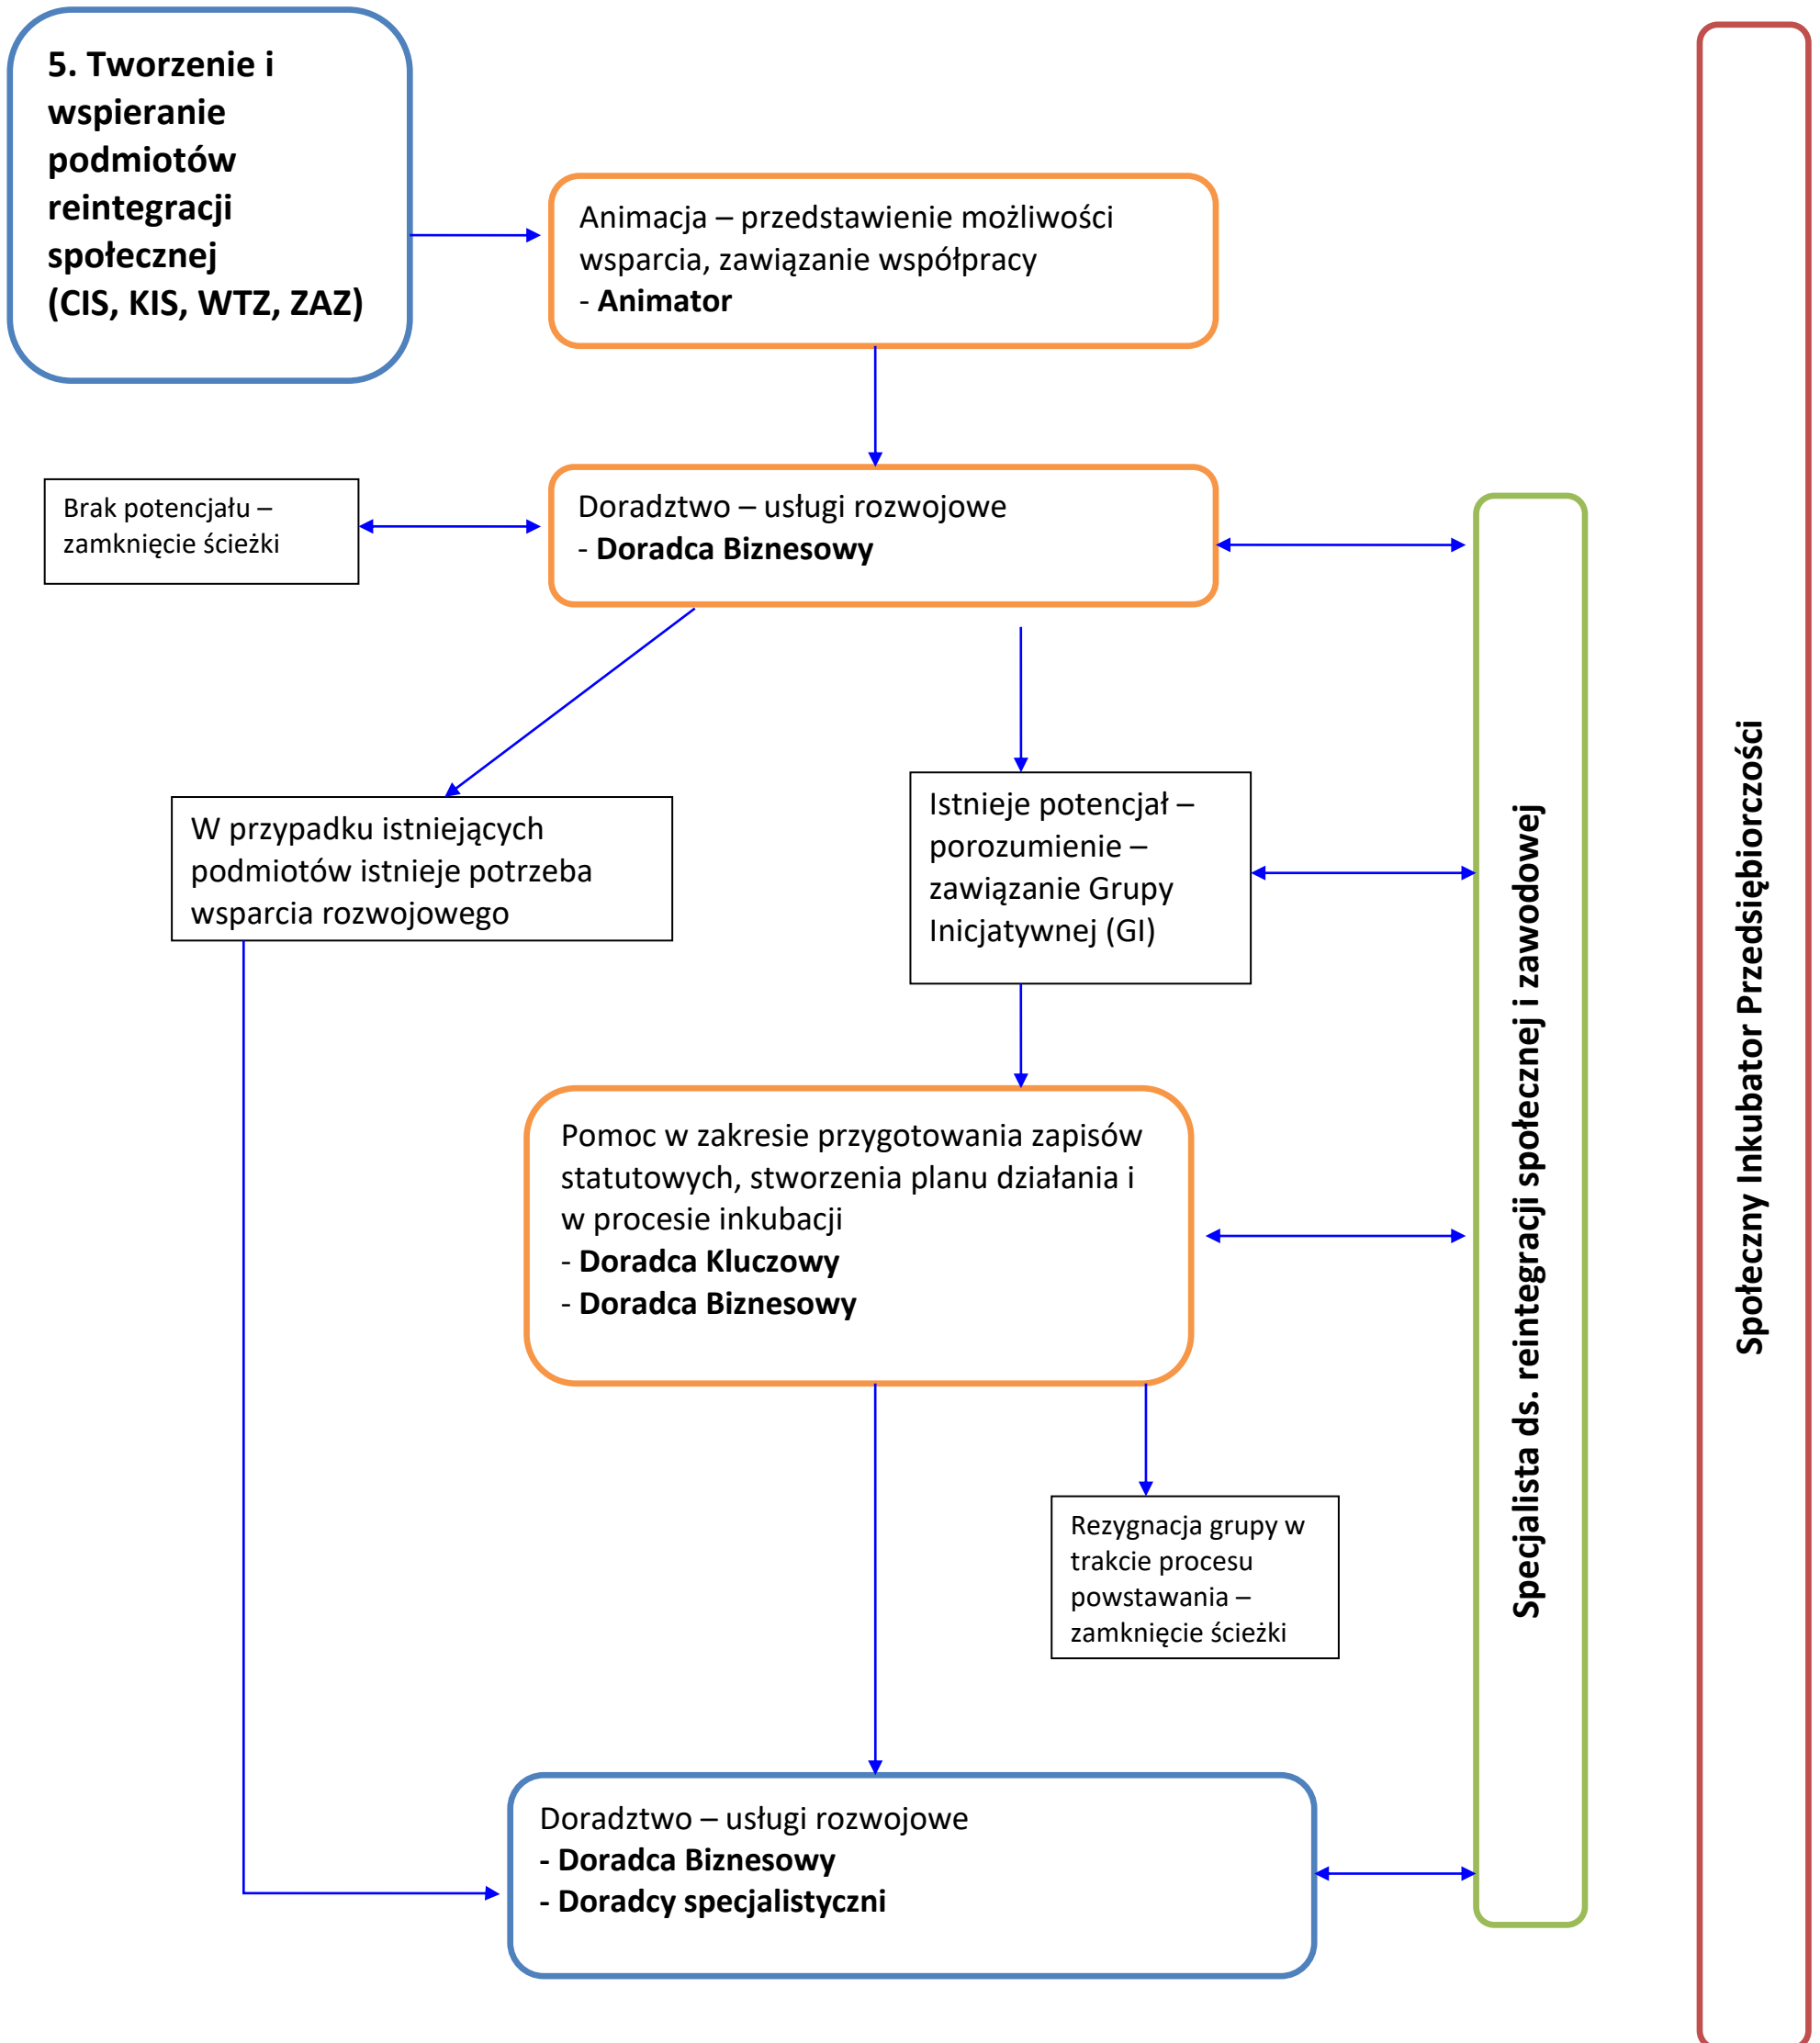 5. Tworzenie i
wspieranie
podmiotów
reintegracji
społecznej
(CIS, KIS, WTZ, ZAZ)
Animacja – przedstawienie możliwości
wsparcia, zawiązanie współpracy
- Animator
Brak potencjału –
zamknięcie ścieżki
Doradztwo – usługi rozwojowe
- Doradca Biznesowy
W przypadku istniejących
podmiotów istnieje potrzeba
wsparcia rozwojowego
Istnieje potencjał –
porozumienie –
zawiązanie Grupy
Inicjatywnej (GI)
Pomoc w zakresie przygotowania zapisów
statutowych, stworzenia planu działania i
w procesie inkubacji
- Doradca Kluczowy
- Doradca Biznesowy
Rezygnacja grupy w
trakcie procesu
powstawania –
zamknięcie ścieżki
Doradztwo – usługi rozwojowe
- Doradca Biznesowy
- Doradcy specjalistyczni
Specjalista ds. reintegracji społecznej i zawodowej
Społeczny Inkubator Przedsiębiorczości